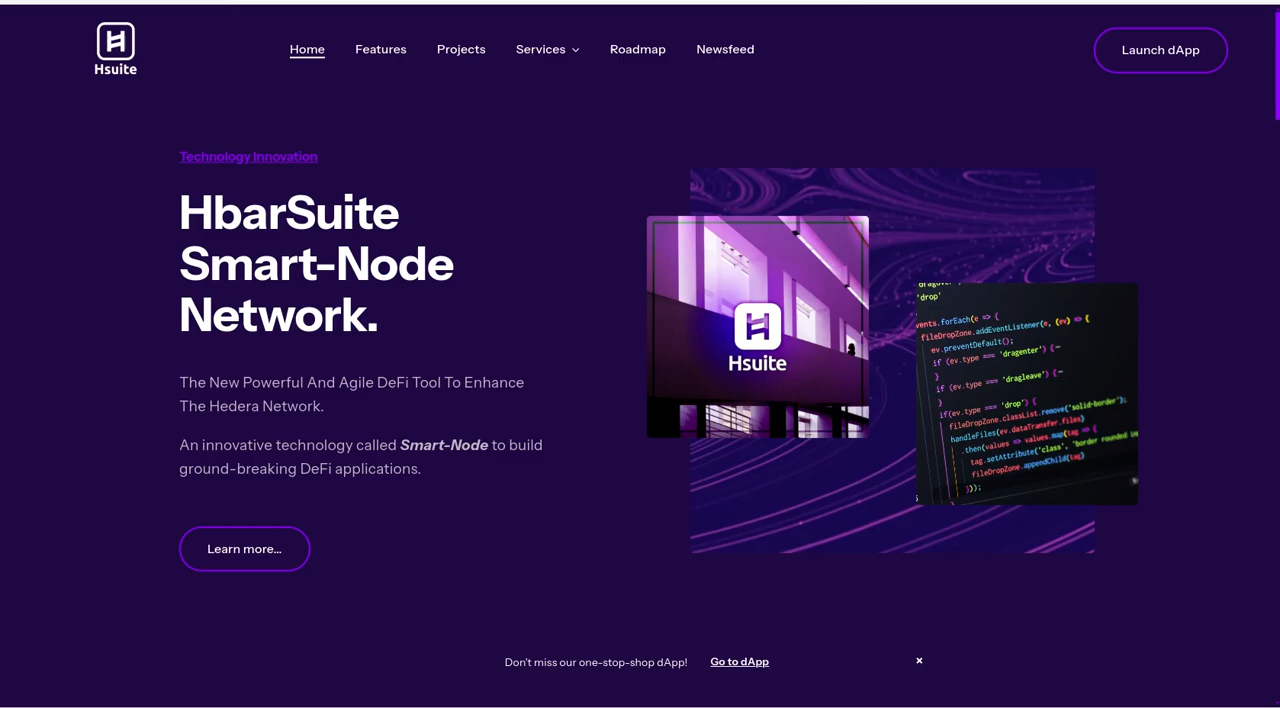 Hsuite
Home
Features
Projects
Services
Roadmap
Newsfeed
Launch dApp
Technology Innovation
HbarSuite
Smart-Node
Network.
The New Powerful And Agile DeFi Tool To Enhance
The Hedera Network.
An innovative technology called Smart-Node to build
ground-breaking DeFi applications.
Learn more...
Hsuite
'drop'
vents.forEach(e => {
fileDropZone.addEventListener(e, (ev) => {
ev.preventDefault();
if (ev.type === 'dragenter') {
}
if (ev.type === 'dragleave') {
}
if(ev.type === 'drop') {
fileDropZone.classList.remove('solid-border');
handleFiles(ev.dataTransfer.files)
.then(values => values.map(tag => {
tag.setAttribute('class', 'border rounded
fileDropZone.appendChild(tag)
}));
}
Don't miss our one-stop-shop dApp!
Go to dApp
×